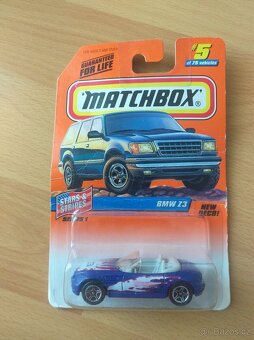 GUARANTEED
FOR LIFE
#5
of 75 vehicles
MATCHBOX®
STARS &
STRIPES
SERIES 1
BMW Z3
NEW
DECO!